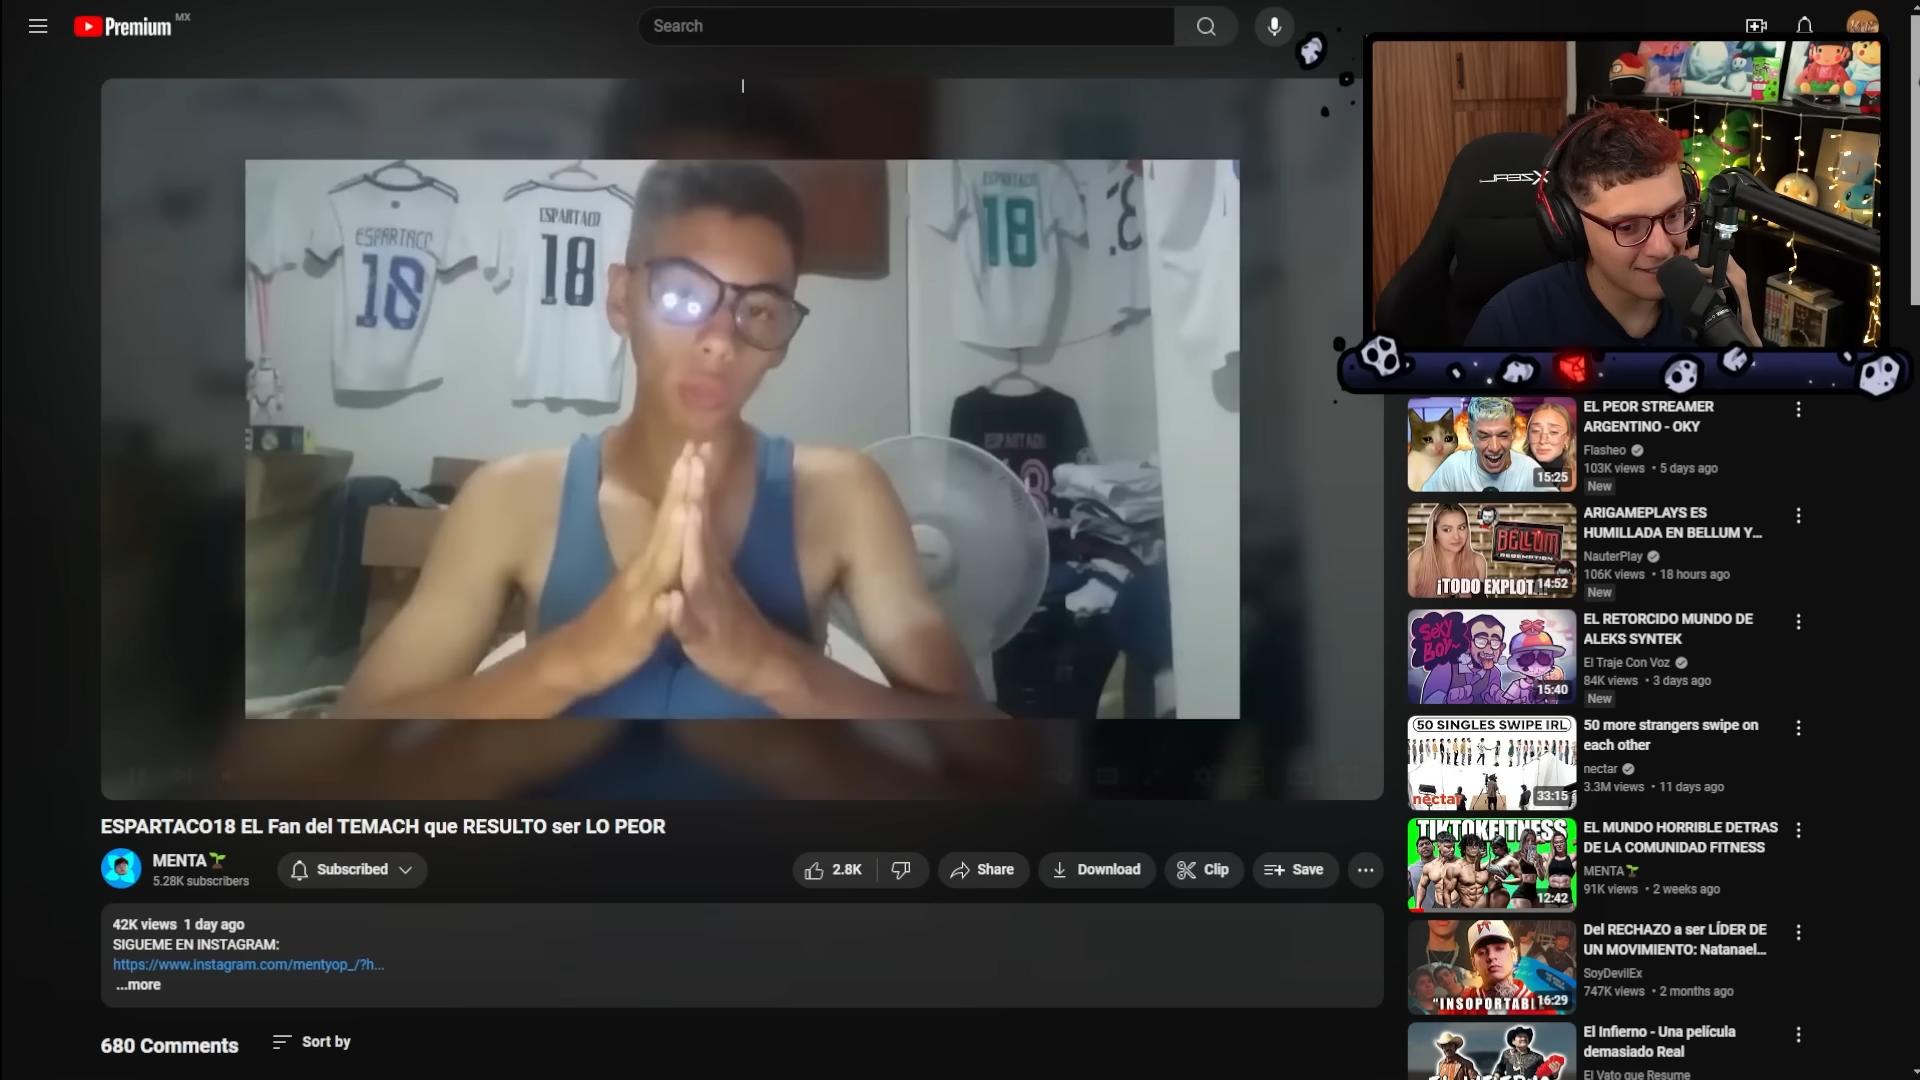 Premium MX
Search
ESPARTACO
18
ESPARTACO
18
ESPARTACO
18
ESPARTACO
ESPARTACO18 EL Fan del TEMACH que RESULTO ser LO PEOR
MENTA
5.28K subscribers
Subscribed
2.8K
Share
Download
Clip
Save
42K views 1 day ago
SIGUEME EN INSTAGRAM:
https://www.instagram.com/mentyop_/?h...
...more
680 Comments
Sort by
15:25
EL PEOR STREAMER
ARGENTINO - OKY
Flasheo
103K views • 5 days ago
New
BELLUM
REDEMPTION
¡TODO EXPLOT...
14:52
ARIGAMEPLAYS ES
HUMILLADA EN BELLUM Y...
NauterPlay
106K views • 18 hours ago
New
SEXY
BOY~
15:40
EL RETORCIDO MUNDO DE
ALEKS SYNTEK
El Traje Con Voz
84K views • 3 days ago
New
50 SINGLES SWIPE IRL
nectar
33:15
50 more strangers swipe on
each other
nectar
3.3M views • 11 days ago
TIKTOKFITNESS
12:42
EL MUNDO HORRIBLE DETRAS
DE LA COMUNIDAD FITNESS
MENTA
91K views • 2 weeks ago
"INSOPORTABL
16:29
Del RECHAZO a ser LÍDER DE
UN MOVIMIENTO: Natanael...
SoyDevilEx
747K views • 2 months ago
El Infierno - Una película
demasiado Real
El Vato que Resume